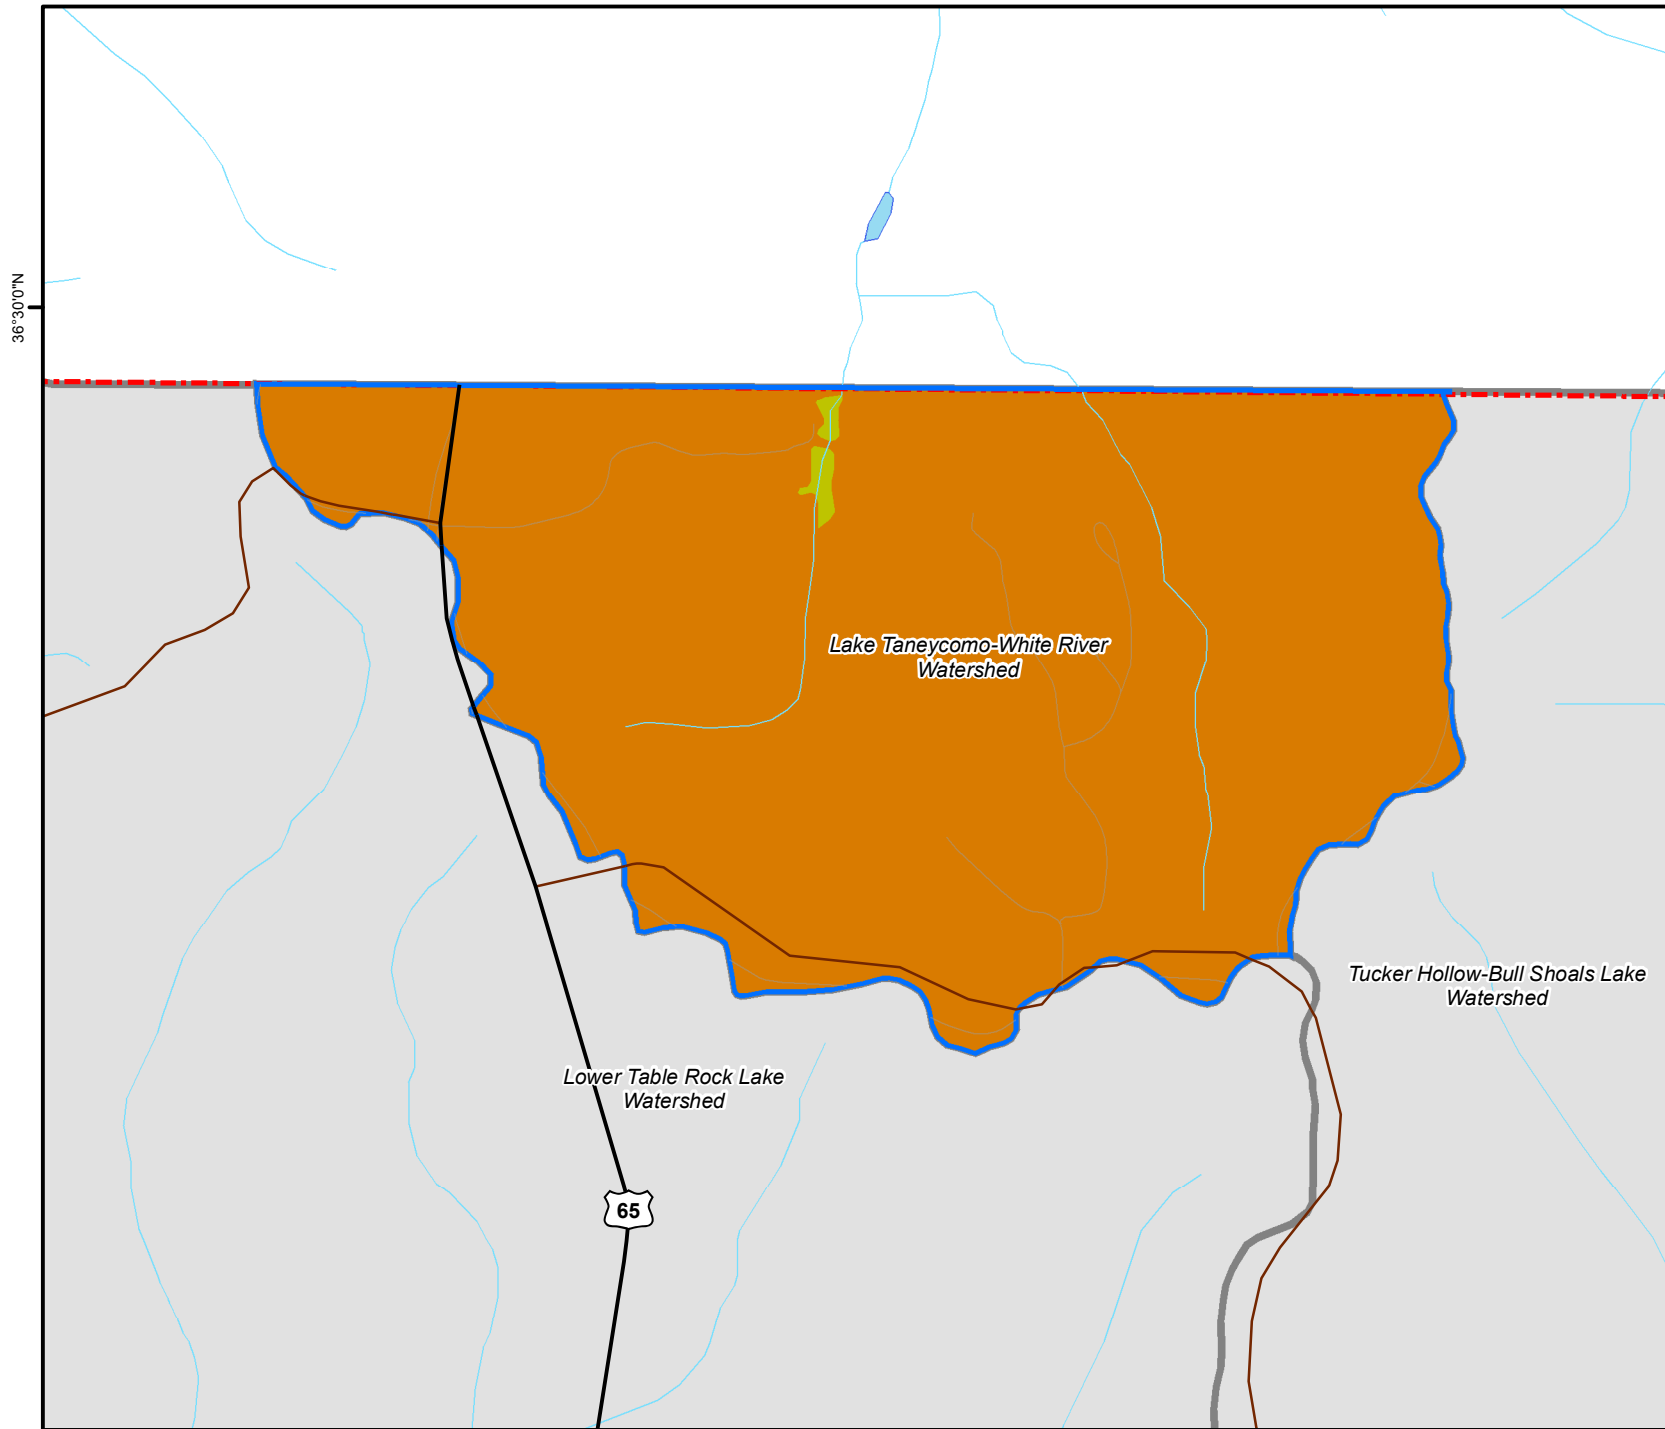 36°30'0"N
Lake Taneycomo-White River
Watershed
Tucker Hollow-Bull Shoals Lake
Watershed
Lower Table Rock Lake
Watershed
65